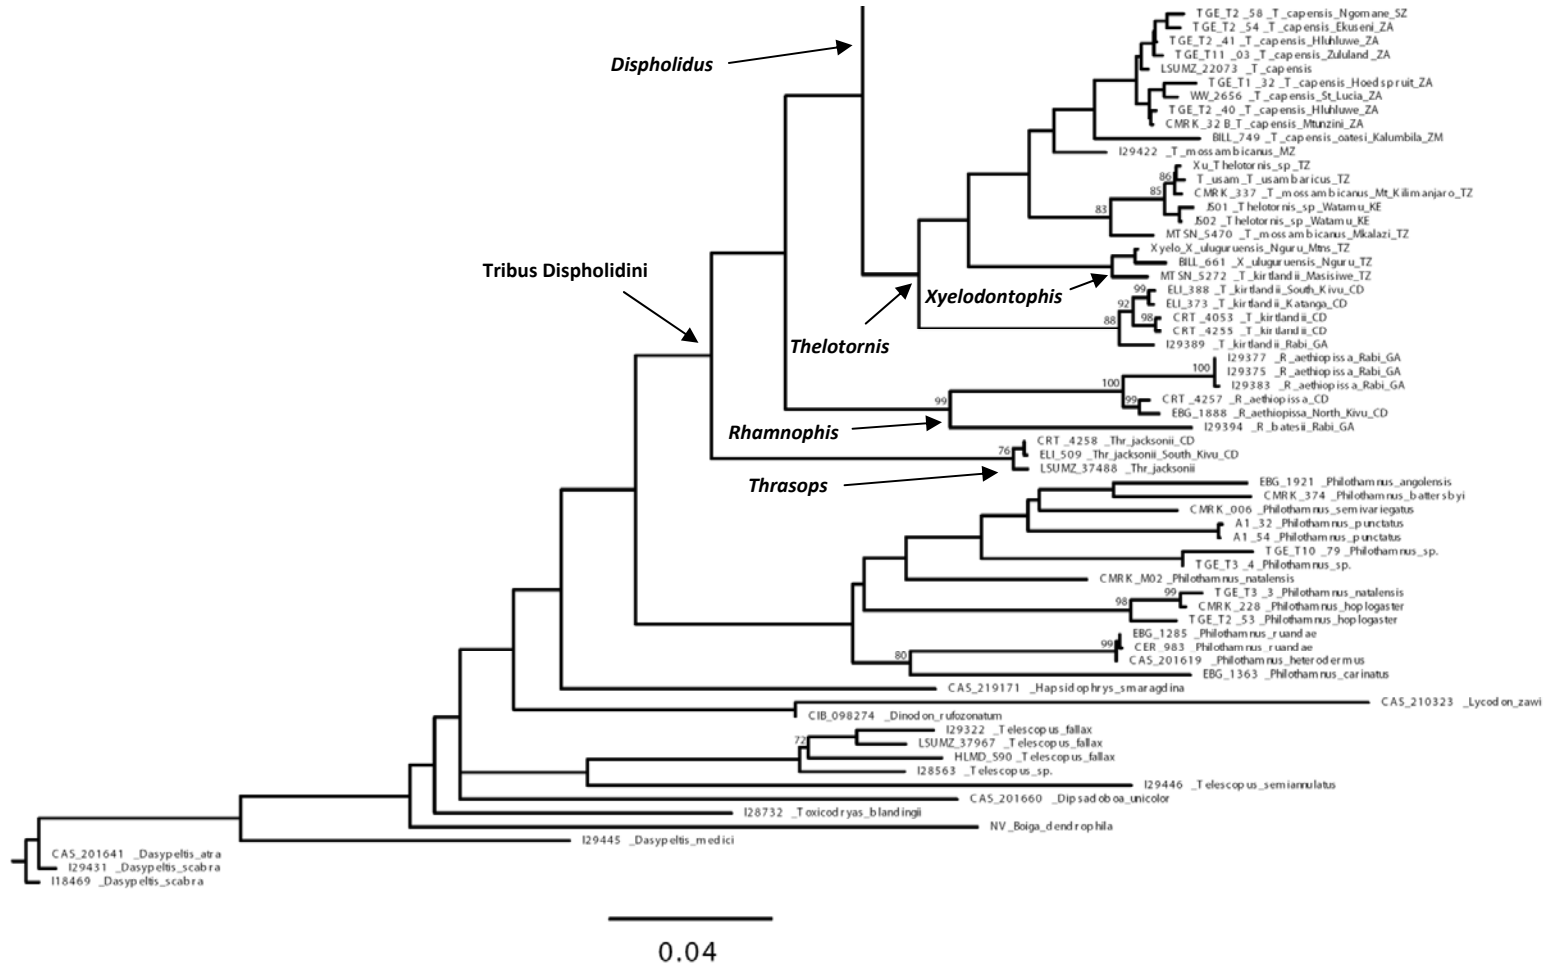 TGE_T2_58_T_capensis_Ngomane_SZ
TGE_T2_54_T_capensis_Ekuseni_ZA
Dispholidus
TGE_T2_41_T_capensis_Hluhluwe_ZA
TGE_T11_03_T_capensis_Zululand_ZA
LSUMZ_22073_T_capensis
TGE_T1_32_T_capensis_Hoedspruit_ZA
WW_2656_T_capensis_St_Lucia_ZA
TGE_T2_40_T_capensis_Hluhluwe_ZA
CMRK_32B_T_capensis_Mtunzini_ZA
BILL_749_T_capensis_oatesi_Kalumbila_ZM
I29422_T_mossambicanus_MZ
Xu_Thelotornis_sp_TZ
86
T_usam_T_usambaricus_TZ
85
CMRK_337_T_mossambicanus_Mt_Kilimanjaro_TZ
JS01_Thelotornis_sp_Watamu_KE
83
JS02_Thelotornis_sp_Watamu_KE
MTSN_5470_T_mossambicanus_Mkalazi_TZ
Xyelo_X_uluguruensis_Nguru_Mtns_TZ
BILL_661_X_uluguruensis_Nguru_TZ
Tribus Dispholidini
MTSN_5272_T_kirtlandii_Masisiwe_TZ
Xyelodontophis
99
ELI_388_T_kirtlandii_South_Kivu_CD
92
ELI_373_T_kirtlandii_Katanga_CD
98
CRT_4053_T_kirtlandii_CD
88
CRT_4255_T_kirtlandii_CD
Thelotornis
I29389_T_kirtlandii_Rabi_GA
I29377_R_aethiopissa_Rabi_GA
100
I29375_R_aethiopissa_Rabi_GA
100
I29383_R_aethiopissa_Rabi_GA
99
99
CRT_4257_R_aethiopissa_CD
EBG_1888_R_aethiopissa_North_Kivu_CD
Rhamnophis
I29394_R_batesii_Rabi_GA
CRT_4258_Thr_jacksonii_CD
76
ELI_509_Thr_jacksonii_South_Kivu_CD
LSUMZ_37488_Thr_jacksonii
Thrasops
EBG_1921_Philothamnus_angolensis
CMRK_374_Philothamnus_battersbyi
CMRK_006_Philothamnus_semivariegatus
A1_32_Philothamnus_punctatus
A1_54_Philothamnus_punctatus
TGE_T10_79_Philothamnus_sp.
TGE_T3_4_Philothamnus_sp.
CMRK_M02_Philothamnus_natalensis
99
TGE_T3_3_Philothamnus_natalensis
98
CMRK_228_Philothamnus_hoplogaster
TGE_T2_53_Philothamnus_hoplogaster
EBG_1285_Philothamnus_ruandae
99
CER_983_Philothamnus_ruandae
80
CAS_201619_Philothamnus_heterodermus
EBG_1363_Philothamnus_carinatus
CAS_219171_Hapsidophrys_smaragdina
CAS_210323_Lycodon_zawi
CIB_098274_Dinodon_rufozonatum
I29322_Telescopus_fallax
72
LSUMZ_37967_Telescopus_fallax
HLMD_590_Telescopus_fallax
I28563_Telescopus_sp.
I29446_Telescopus_semiannulatus
CAS_201660_Dipsadoboa_unicolor
I28732_Toxicodryas_blandingii
NV_Boiga_dendrophila
I29445_Dasypeltis_medici
CAS_201641_Dasypeltis_atra
I29431_Dasypeltis_scabra
I18469_Dasypeltis_scabra
0.04